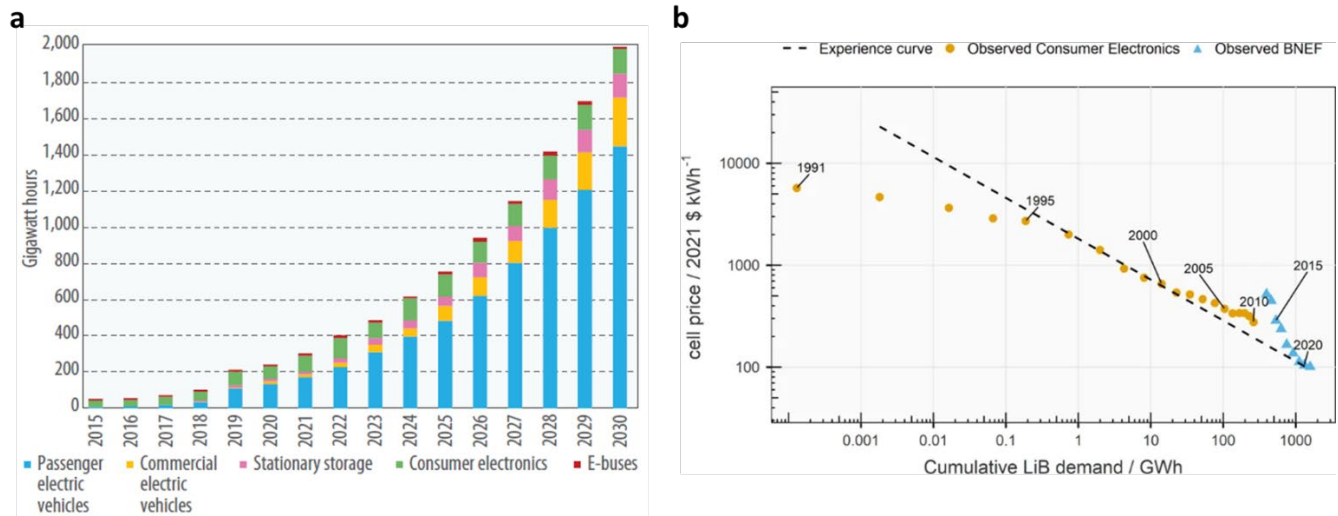 a
2,000
1,800
1,600
1,400
1,200
1,000
800
600
400
200
0
Gigawatt hours
2015
2016
2017
2018
2019
2020
2021
2022
2023
2024
2025
2026
2027
2028
2029
2030
Passenger
electric
vehicles
Commercial
electric
vehicles
Stationary storage
Consumer electronics
E-buses
b
Experience curve
Observed Consumer Electronics
Observed BNEF
cell price / 2021 $ kWh⁻¹
10000
1000
100
1991
1995
2000
2005
2010
2015
2020
0.001
0.01
0.1
1
10
100
1000
Cumulative LiB demand / GWh